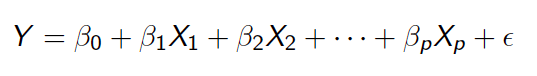 Y = β₀ + β₁X₁ + β₂X₂ + ⋯ + βₚXₚ + ϵ